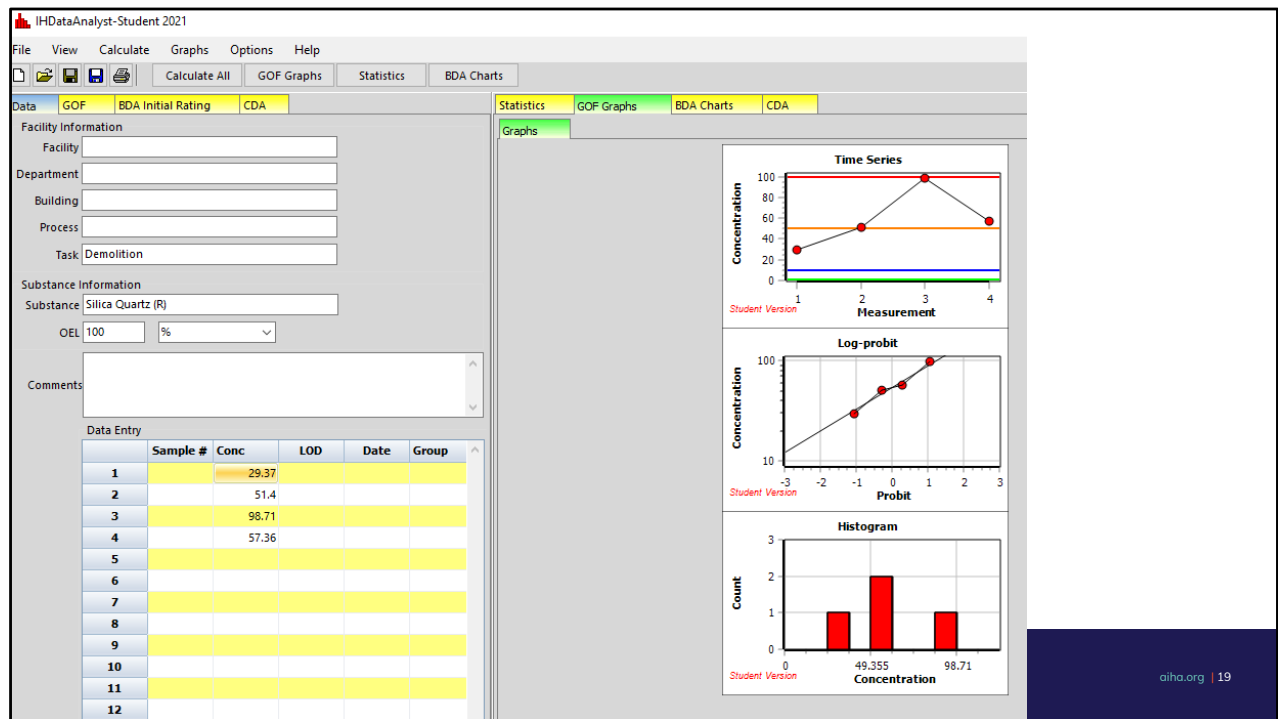 IHDataAnalyst-Student 2021
File View Calculate Graphs Options Help
Calculate All GOF Graphs Statistics BDA Charts
Data GOF BDA Initial Rating CDA
Facility Information
Facility
Department
Building
Process
Task Demolition
Substance Information
Substance Silica Quartz (R)
OEL 100 %
Comments
Data Entry
Sample # Conc LOD Date Group
1 29.37
2 51.4
3 98.71
4 57.36
5
6
7
8
9
10
11
12
Statistics GOF Graphs BDA Charts CDA
Graphs
Time Series
Concentration
100
80
60
40
20
0
1 2 3 4
Student Version
Measurement
Log-probit
Concentration
100
10
-3 -2 -1 0 1 2 3
Student Version
Probit
Histogram
Count
3
2
1
0
0 49.355 98.71
Student Version
Concentration
aiha.org | 19